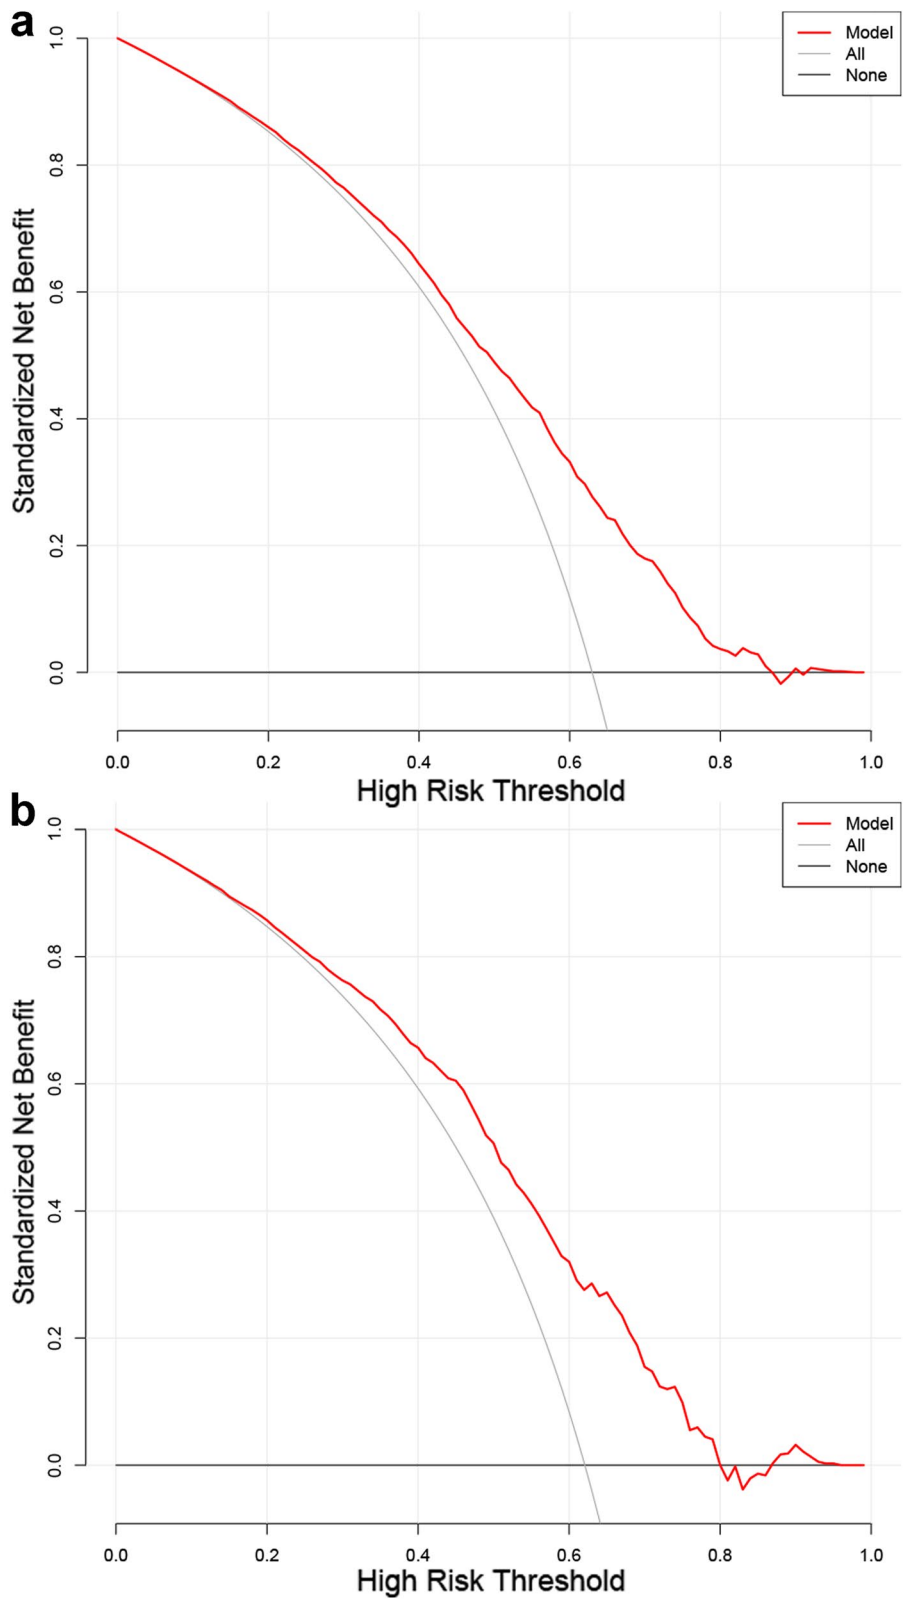 a
Model
All
None
Standardized Net Benefit
1.0
0.8
0.6
0.4
0.2
0.0
0.0 0.2 0.4 0.6 0.8 1.0
High Risk Threshold
b
Model
All
None
Standardized Net Benefit
1.0
0.8
0.6
0.4
0.2
0.0
0.0 0.2 0.4 0.6 0.8 1.0
High Risk Threshold